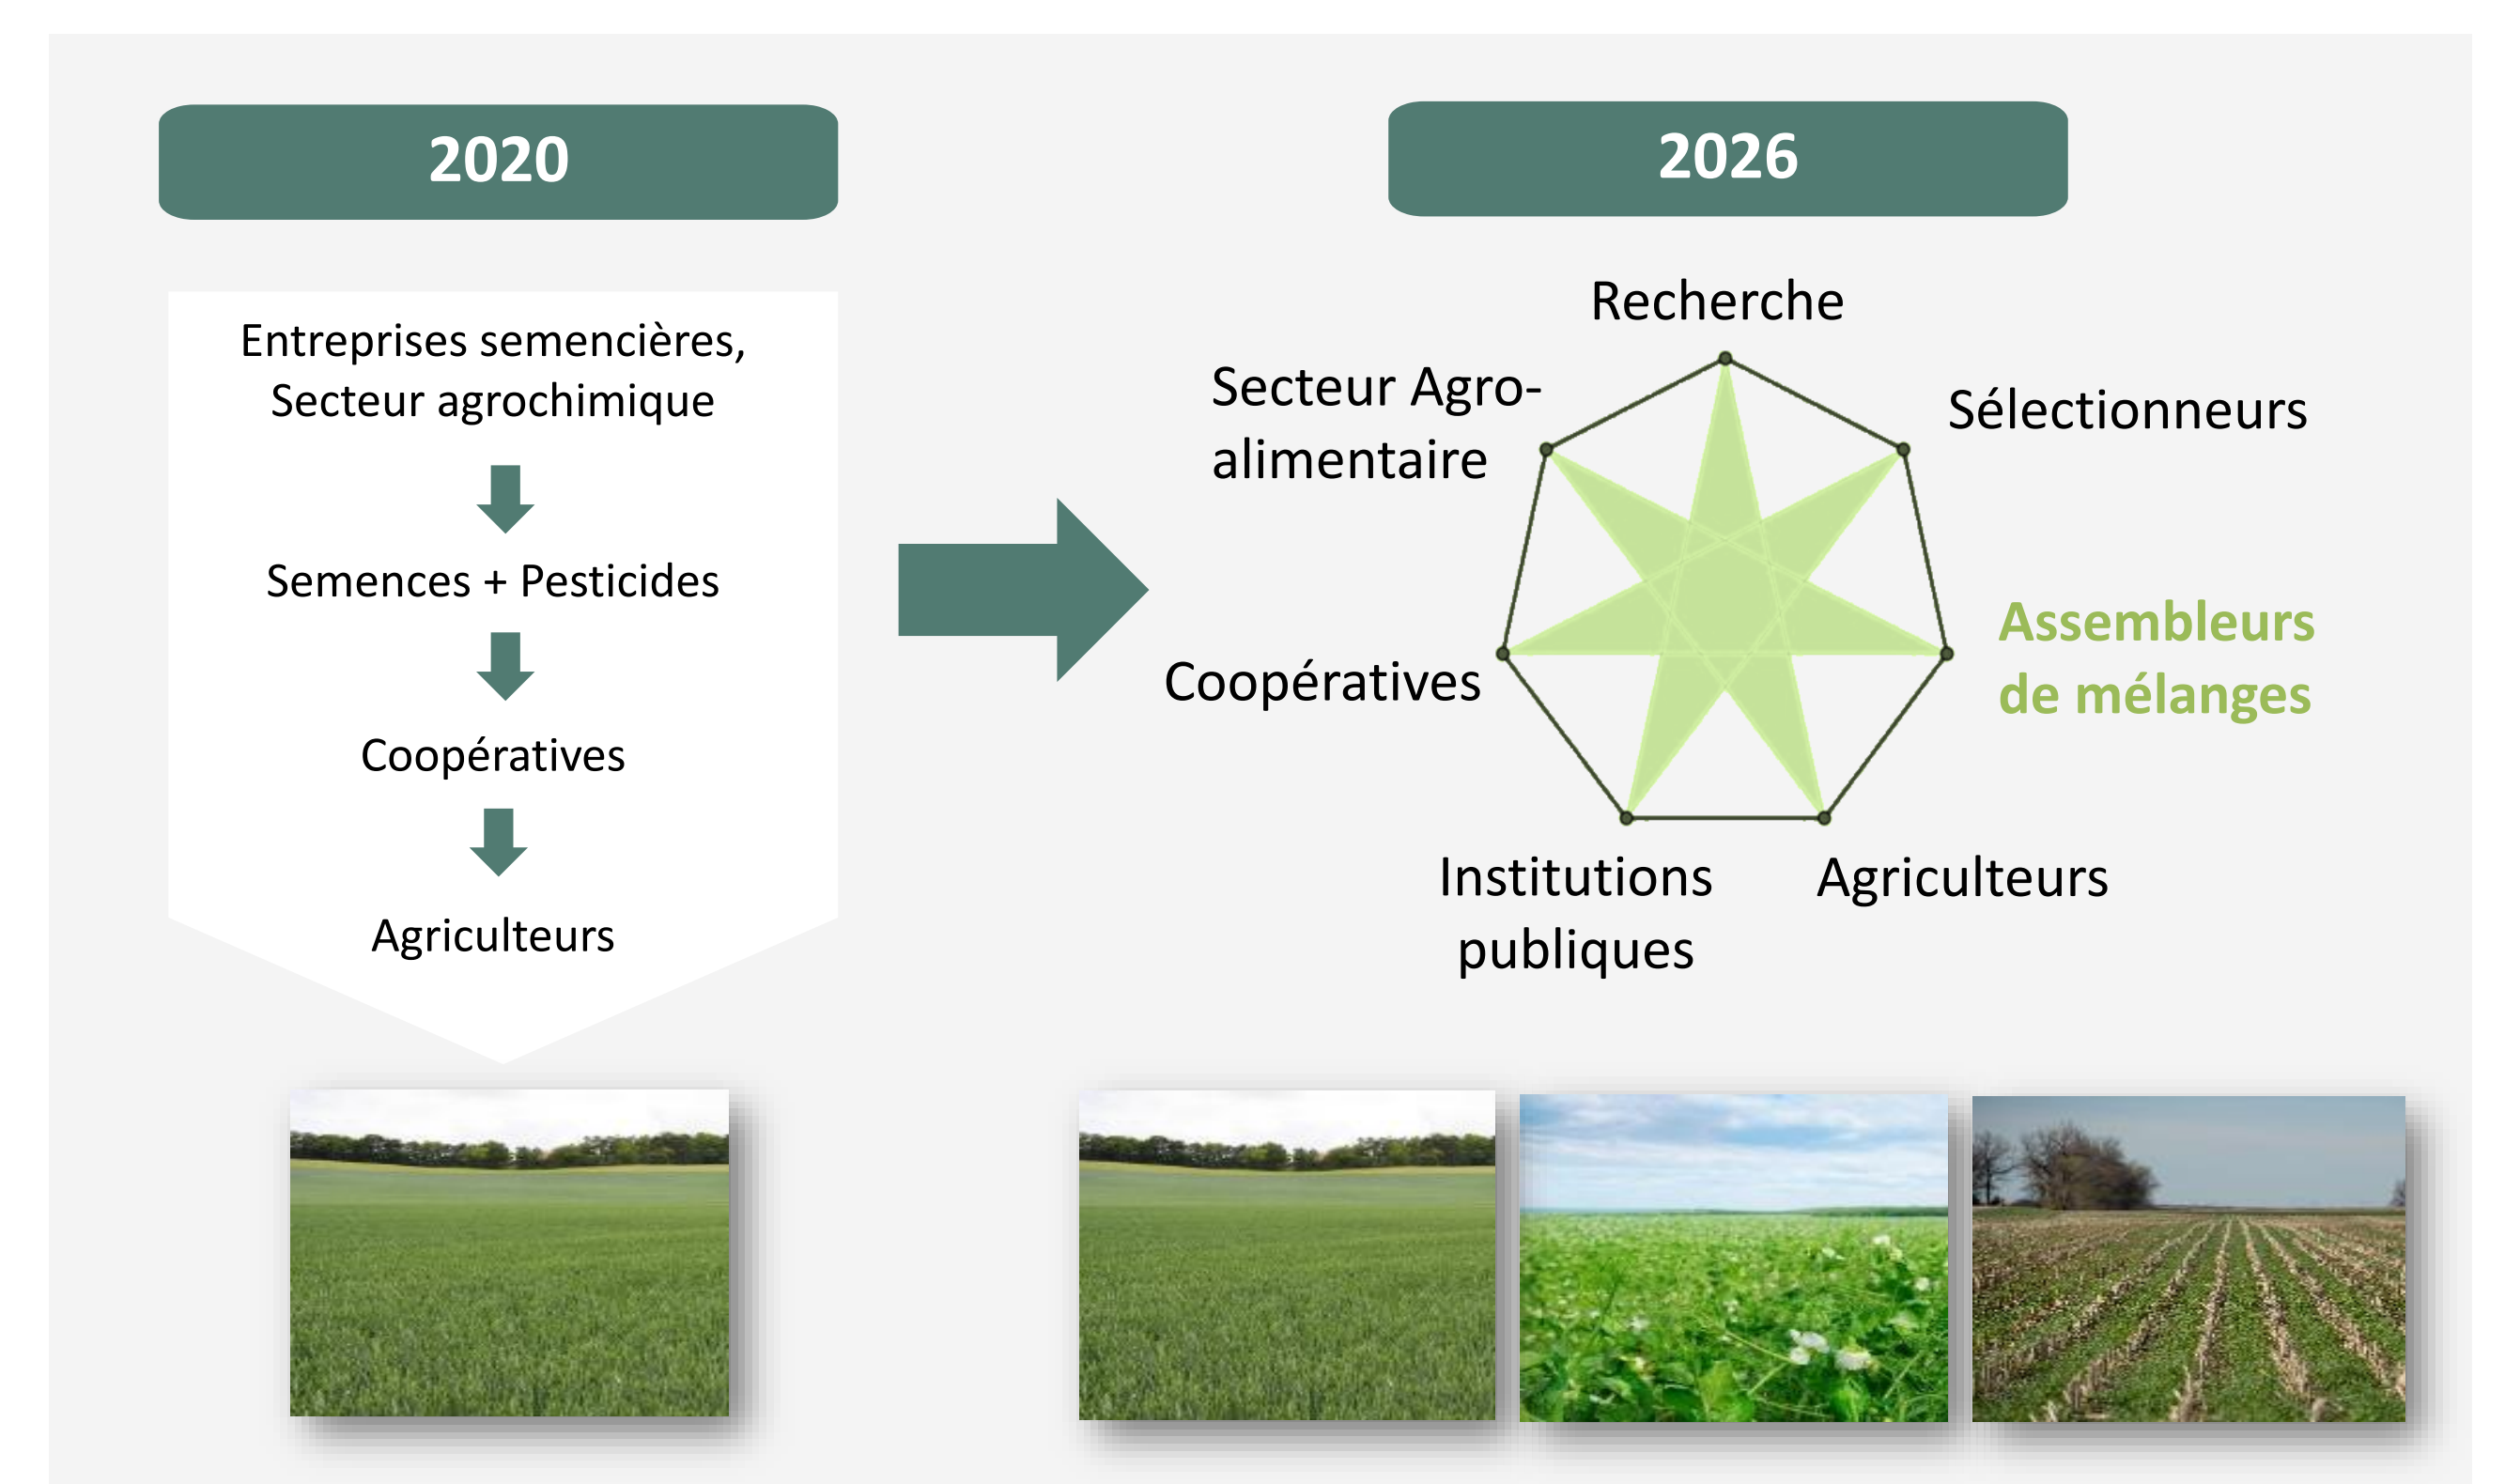 2020
Entreprises semencières,
Secteur agrochimique
Semences + Pesticides
Coopératives
Agriculteurs
2026
Recherche
Secteur Agro-
alimentaire
Sélectionneurs
Assembleurs
de mélanges
Coopératives
Institutions
publiques
Agriculteurs